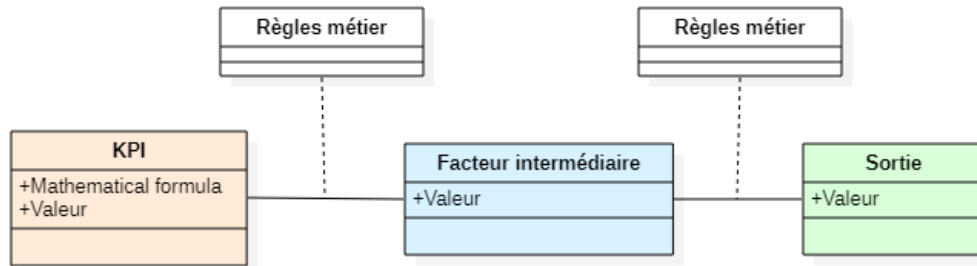 Règles métier
Règles métier
KPI
+Mathematical formula
+Valeur
Facteur intermédiaire
+Valeur
Sortie
+Valeur